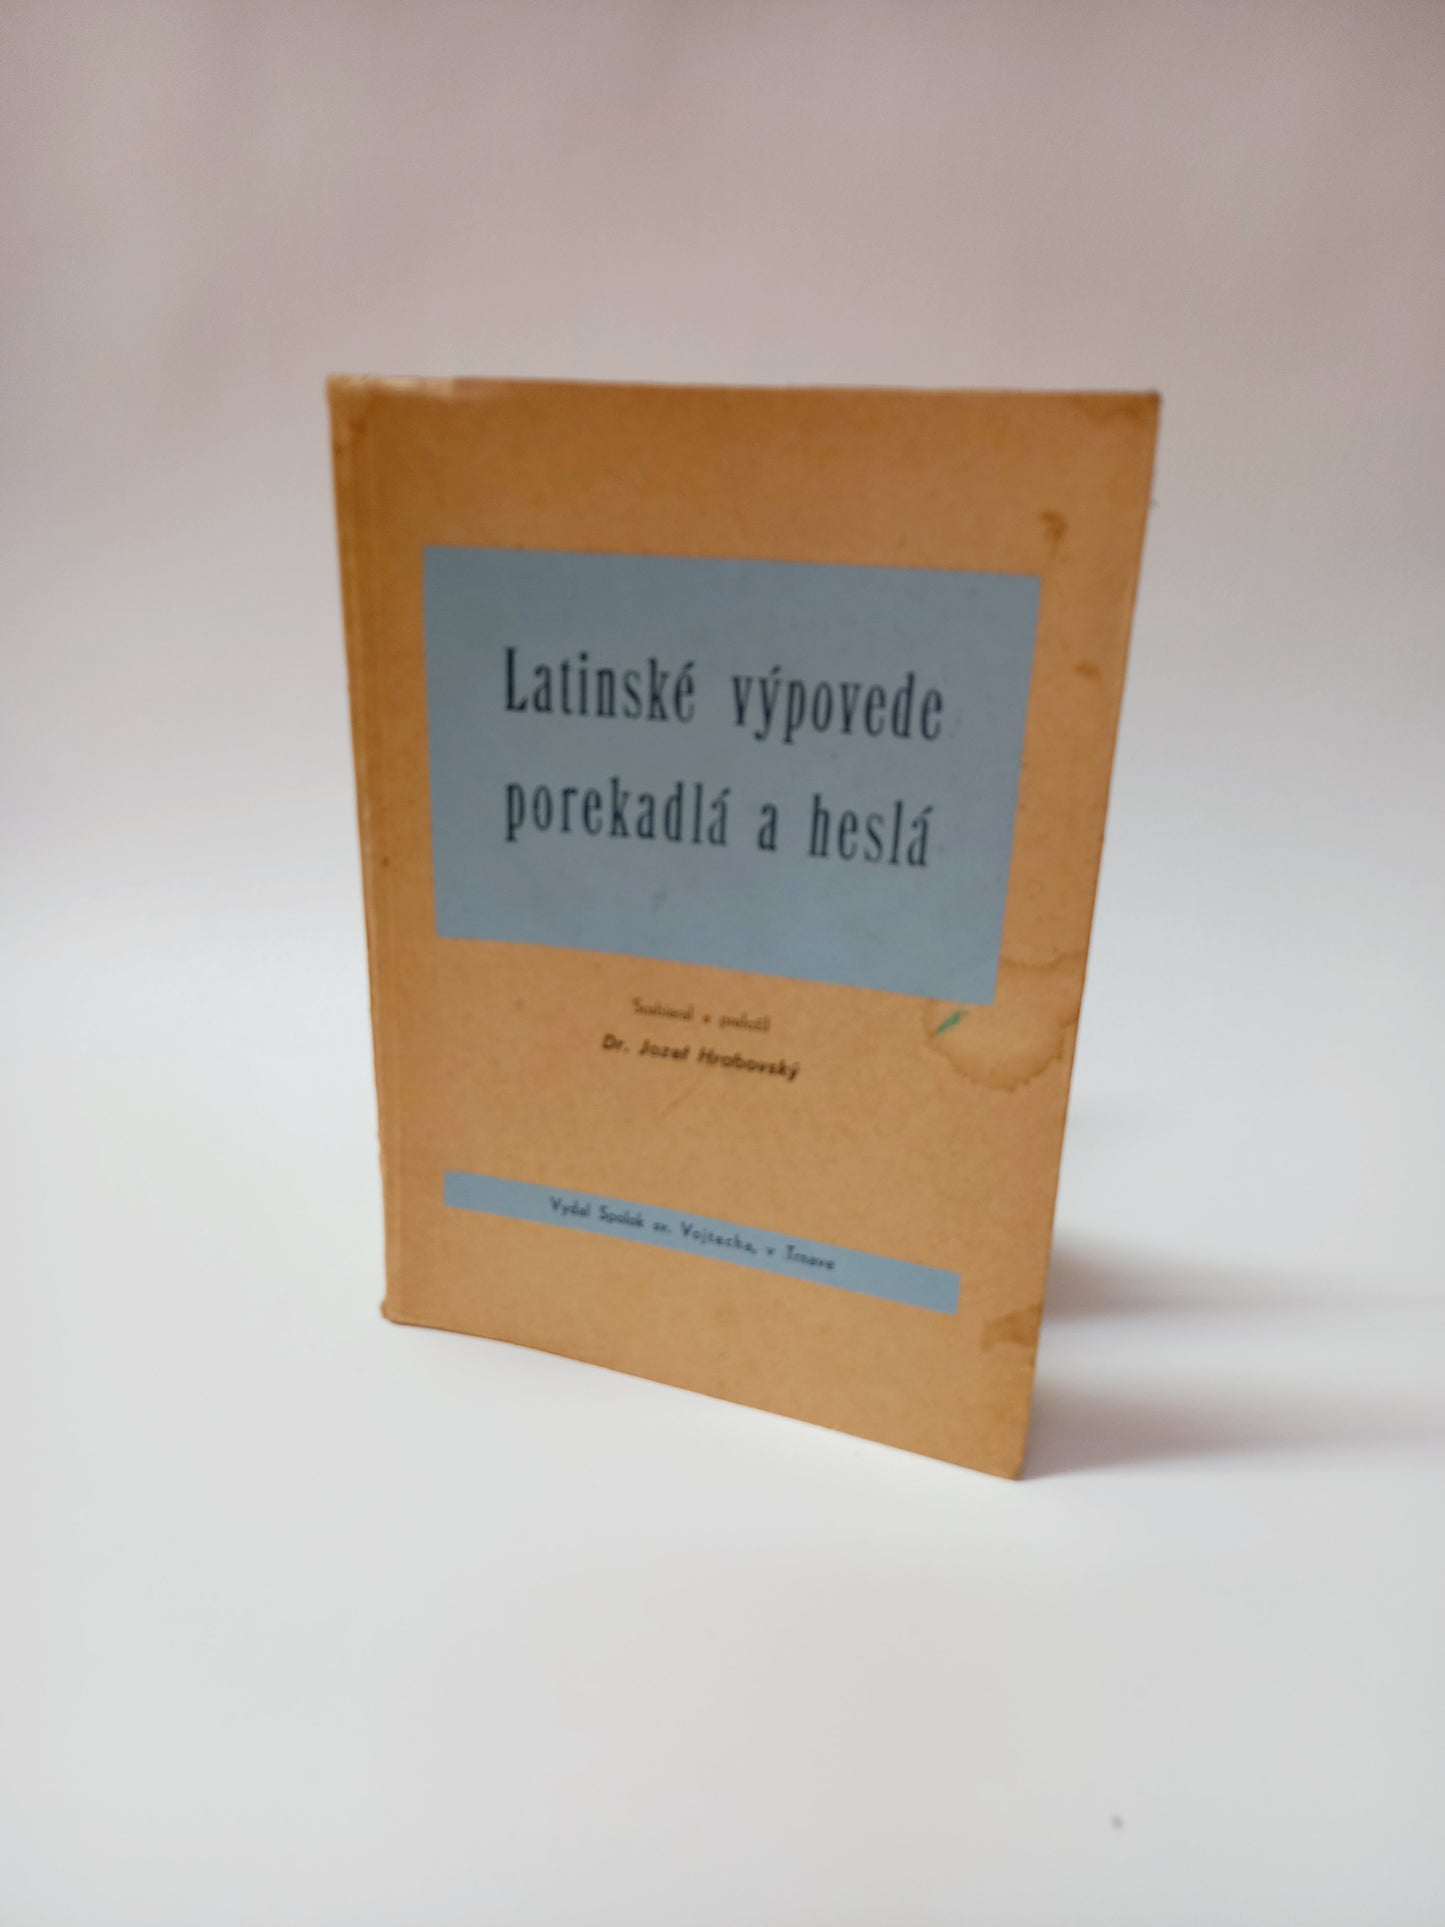 Latinské výpovede
porekadlá a heslá
Dr. Jozef Hrabovský
Vydal Spolok sv. Vojtecha, v Trnave